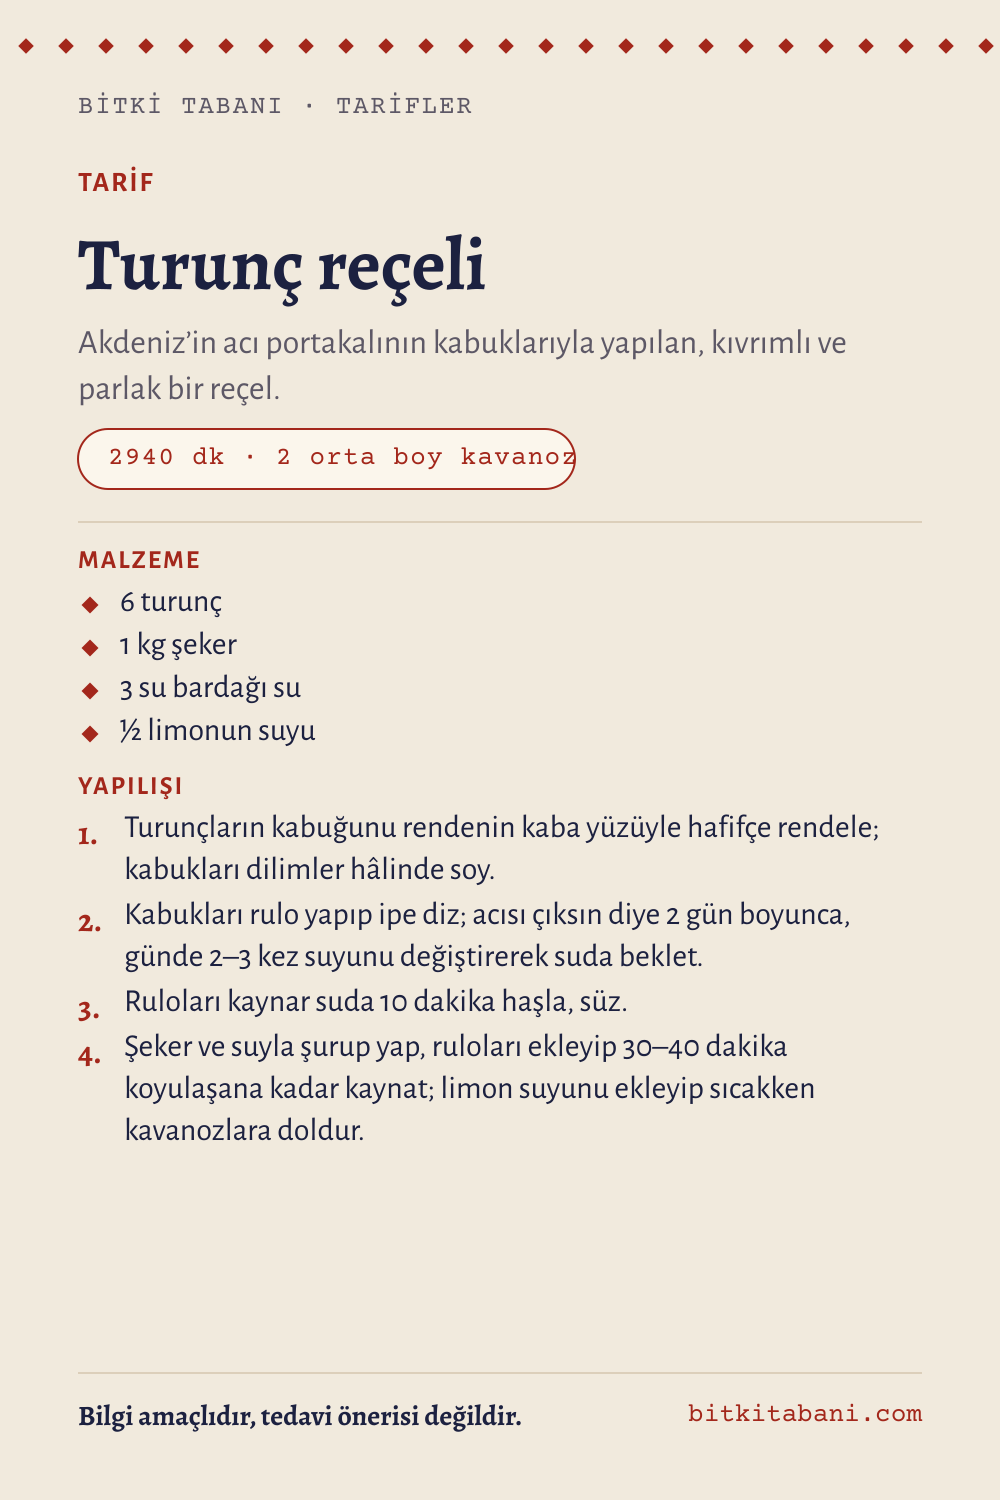 BİTKİ TABANI · TARİFLER
TARİF
Turunç reçeli
Akdeniz’in acı portakalının kabuklarıyla yapılan, kıvrımlı ve
parlak bir reçel.
2940 dk · 2 orta boy kavanoz
MALZEME
6 turunç
1 kg şeker
3 su bardağı su
½ limonun suyu
YAPILIŞI
1. Turunçların kabuğunu rendenin kaba yüzüyle hafifçe rendele;
kabukları dilimler hâlinde soy.
2. Kabukları rulo yapıp ipe diz; acısı çıksın diye 2 gün boyunca,
günde 2–3 kez suyunu değiştirerek suda beklet.
3. Ruloları kaynar suda 10 dakika haşla, süz.
4. Şeker ve suyla şurup yap, ruloları ekleyip 30–40 dakika
koyulaşana kadar kaynat; limon suyunu ekleyip sıcakken
kavanozlara doldur.
Bilgi amaçlıdır, tedavi önerisi değildir.
bitkitabani.com